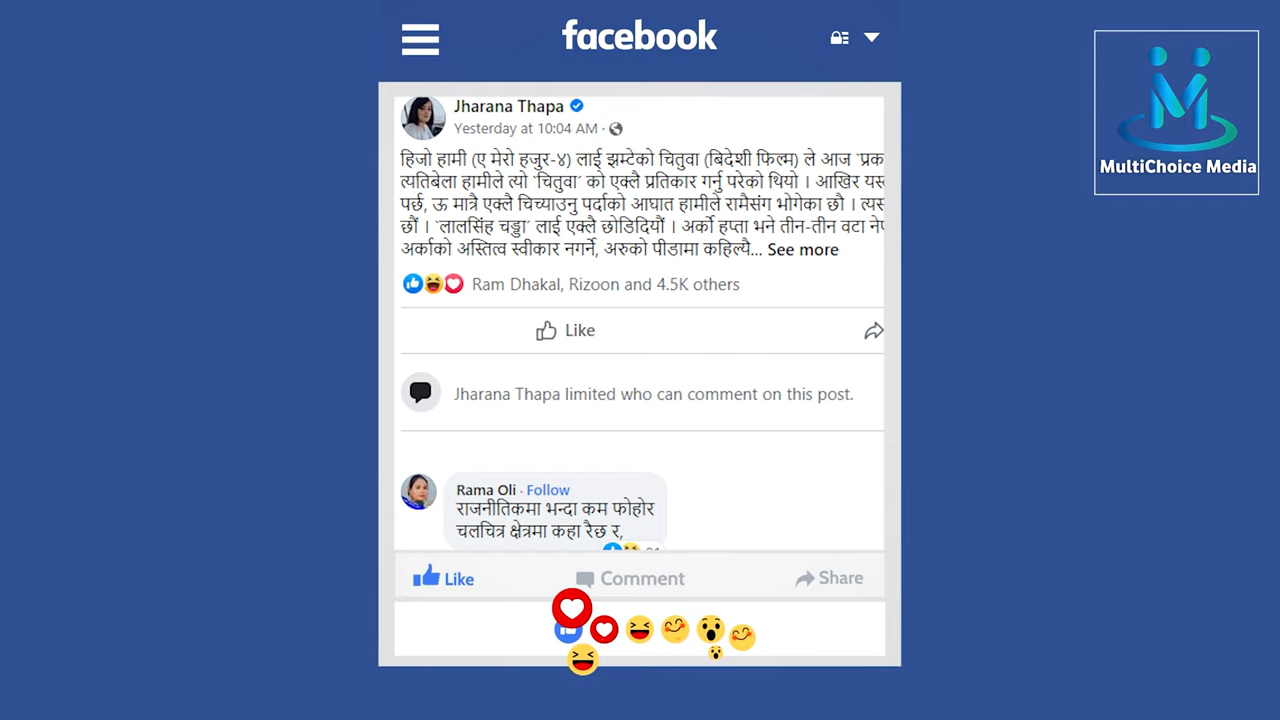 facebook
MultiChoice Media
Jharana Thapa
Yesterday at 10:04 AM ·
हिजो हामी (ए मेरो हजुर-४) लाई झम्टेको चितुवा (बिदेशी फिल्म) ले आज `प्रक
त्यतिबेला हामीले त्यो `चितुवा´ को एक्लै प्रतिकार गर्नु परेको थियो । आखिर
पर्छ, ऊ मात्रै एक्लै चिच्याउनु पर्दाको आघात हामीले रामैसंग भोगेका छौ ।
छौं । `लालसिंह चड्डा´ लाई एक्लै छोडिदियौं । अर्को हप्ता भने तीन-तीन वटा
अर्काको अस्तित्व स्वीकार नगर्ने, अरुको पीडामा कहिल्यै... See more
Ram Dhakal, Rizoon and 4.5K others
Like
Jharana Thapa limited who can comment on this post.
Rama Oli · Follow
राजनीतिकमा भन्दा कम फोहोर
चलचित्र क्षेत्रमा कहा रैछ र,
Like Comment Share